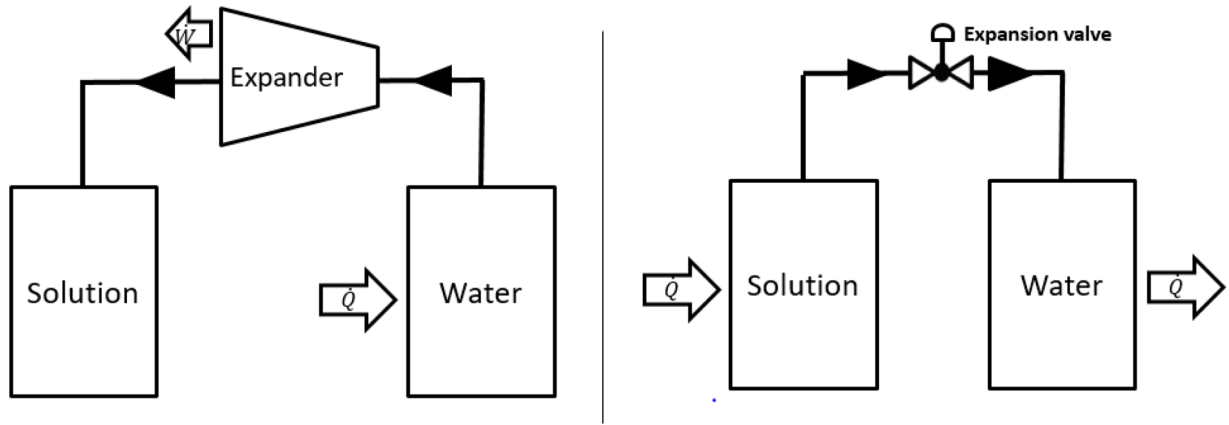 Ẇ
Expander
Solution
Q̇
Water
Expansion valve
Q̇
Solution
Water
Q̇